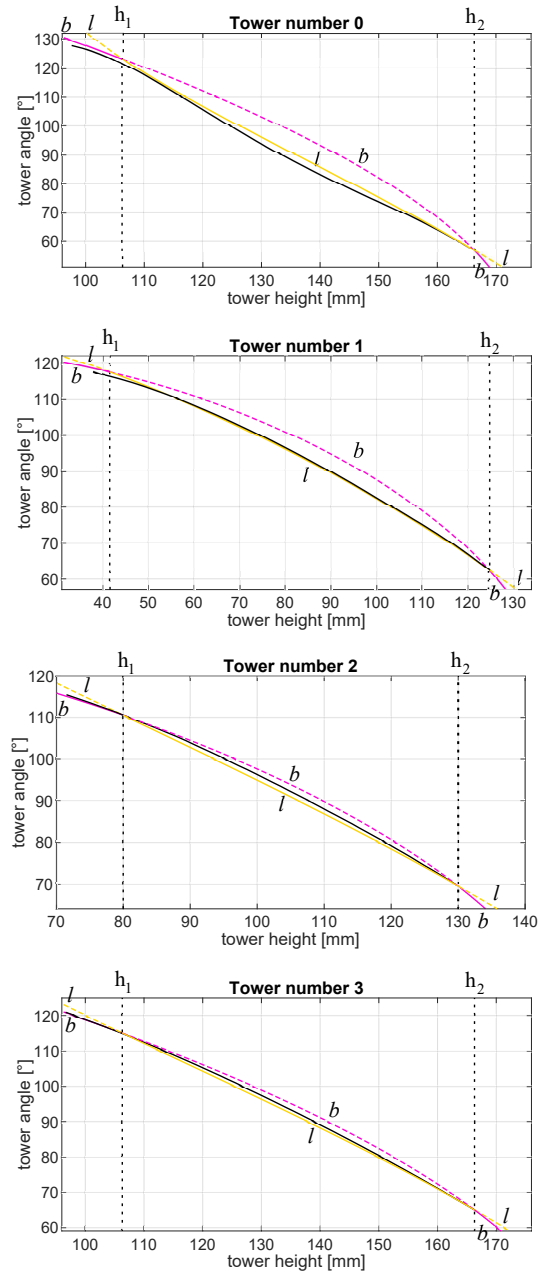 b l h1 Tower number 0 h2
tower angle [°]
130
120
110
100
90
80
70
60
l b
b l
100 110 120 130 140 150 160 170
tower height [mm]
h1 Tower number 1 h2
tower angle [°]
120
110
100
90
80
70
60
l
b
b
l
b l
40 50 60 70 80 90 100 110 120 130
tower height [mm]
h1 Tower number 2 h2
tower angle [°]
120
110
100
90
80
70
l
b
b
l
l
b
70 80 90 100 110 120 130 140
tower height [mm]
h1 Tower number 3 h2
tower angle [°]
120
110
100
90
80
70
60
l
b
b
l
b l
100 110 120 130 140 150 160 170
tower height [mm]